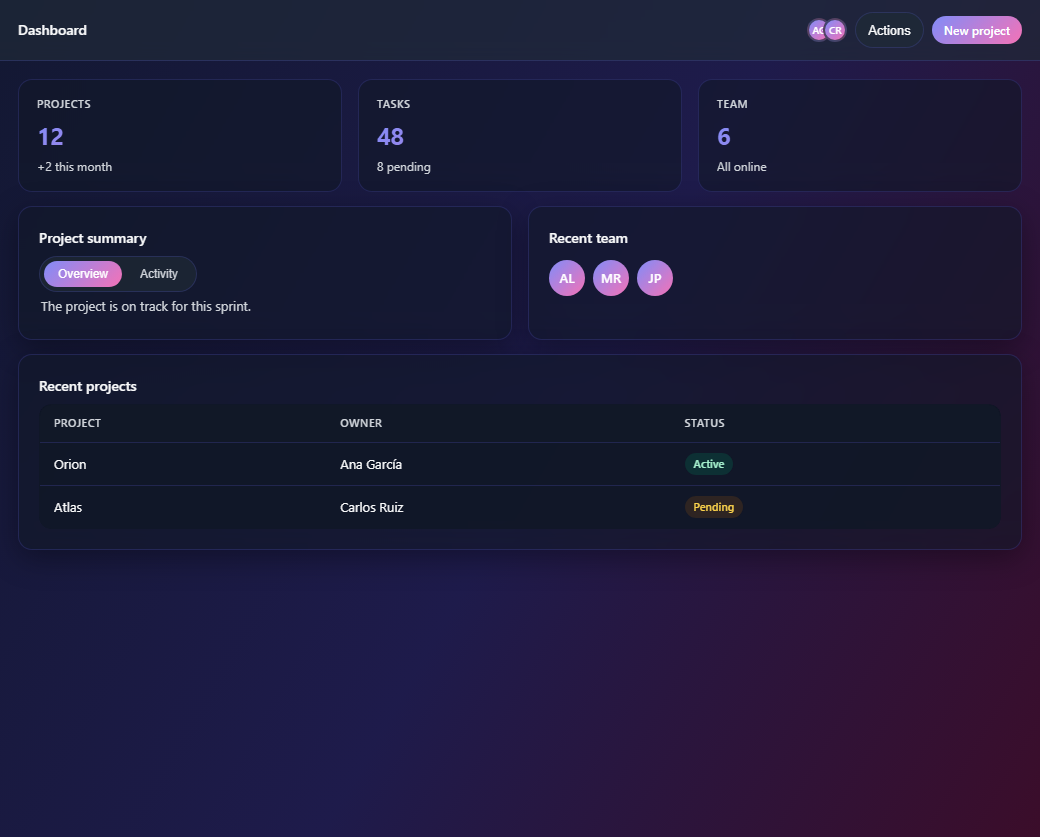 Dashboard
AG CR Actions New project
PROJECTS
12
+2 this month
TASKS
48
8 pending
TEAM
6
All online
Project summary
Overview Activity
The project is on track for this sprint.
Recent team
AL MR JP
Recent projects
PROJECT OWNER STATUS
Orion Ana García Active
Atlas Carlos Ruiz Pending